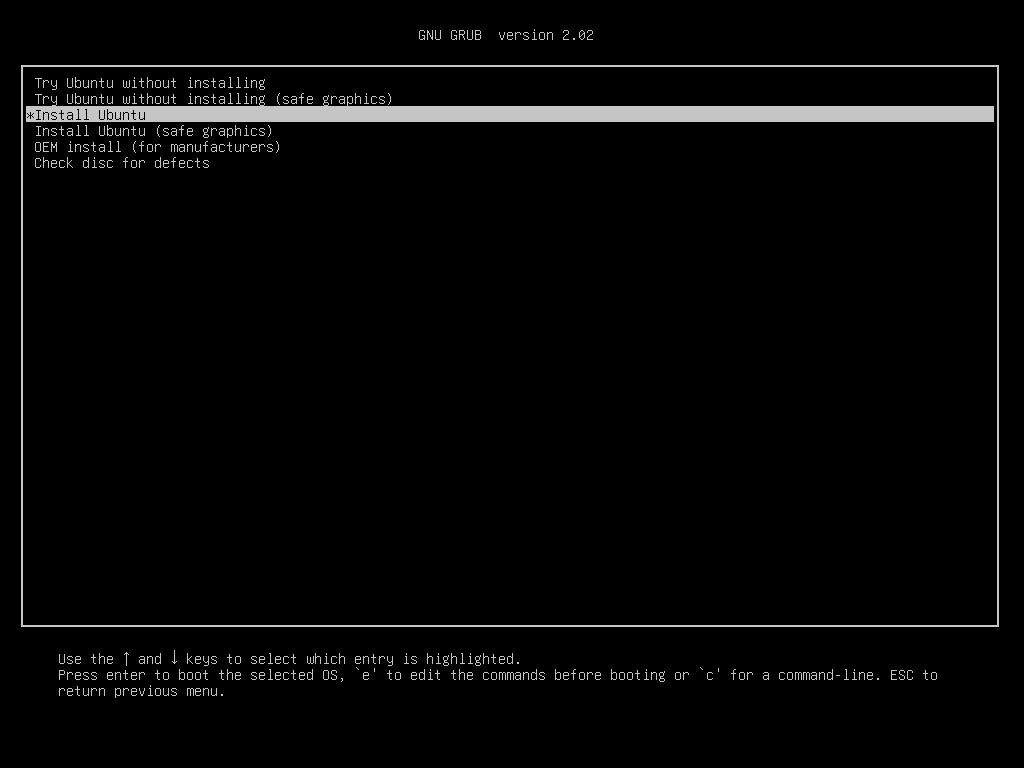 GNU GRUB  version 2.02
Try Ubuntu without installing
Try Ubuntu without installing (safe graphics)
*Install Ubuntu
Install Ubuntu (safe graphics)
OEM install (for manufacturers)
Check disc for defects
Use the ↑ and ↓ keys to select which entry is highlighted.
Press enter to boot the selected OS, `e' to edit the commands before booting or `c' for a command-line. ESC to
return previous menu.